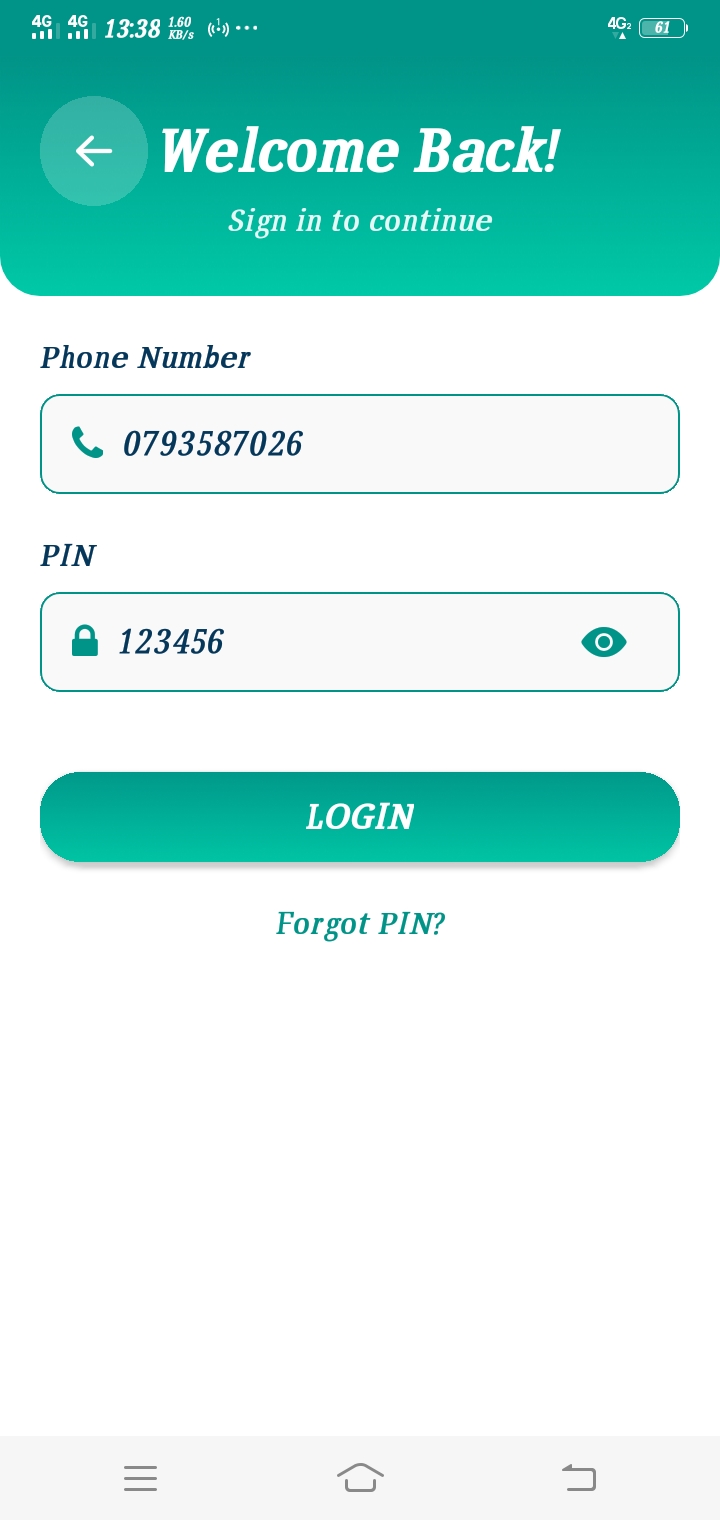 4G 4G 13:38 1.60 KB/s 4G2 61
Welcome Back!
Sign in to continue
Phone Number
0793587026
PIN
123456
LOGIN
Forgot PIN?